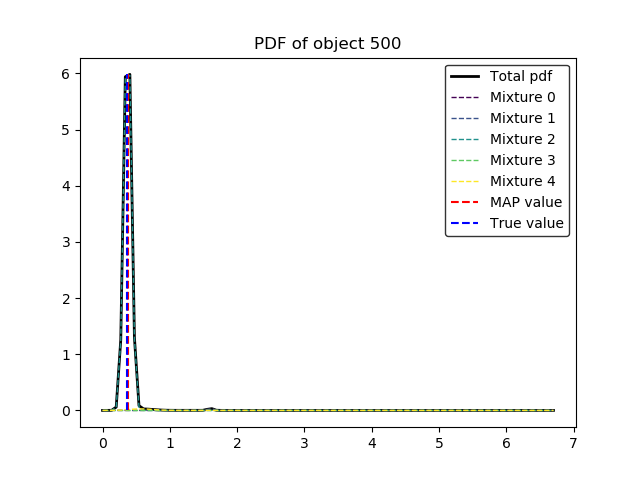 PDF of object 500
Total pdf
Mixture 0
Mixture 1
Mixture 2
Mixture 3
Mixture 4
MAP value
True value
6
5
4
3
2
1
0
0 1 2 3 4 5 6 7